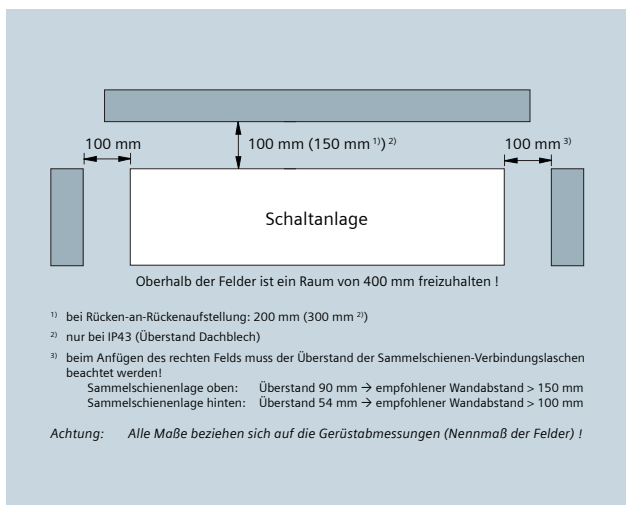 100 mm
100 mm (150 mm ¹⁾) ²⁾
100 mm ³⁾
Schaltanlage
Oberhalb der Felder ist ein Raum von 400 mm freizuhalten !
¹⁾ bei Rücken-an-Rückenaufstellung: 200 mm (300 mm ²⁾)
²⁾ nur bei IP43 (Überstand Dachblech)
³⁾ beim Anfügen des rechten Felds muss der Überstand der Sammelschienen-Verbindungslaschen
beachtet werden!
Sammelschienenlage oben: Überstand 90 mm → empfohlener Wandabstand > 150 mm
Sammelschienenlage hinten: Überstand 54 mm → empfohlener Wandabstand > 100 mm
Achtung: Alle Maße beziehen sich auf die Gerüstabmessungen (Nennmaß der Felder) !